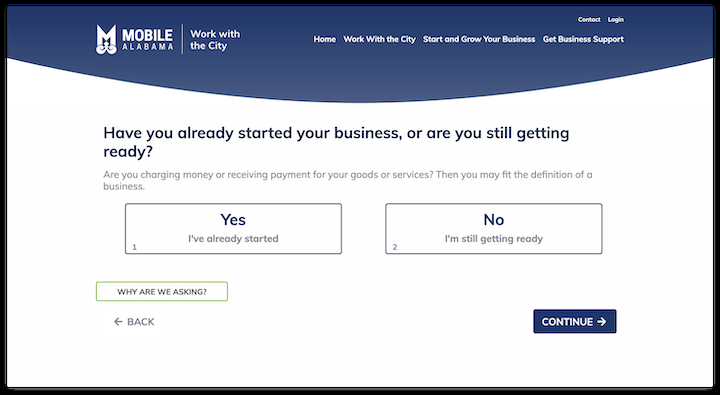 Contact Login
MOBILE
ALABAMA
Work with
the City
Home Work With the City Start and Grow Your Business Get Business Support
Have you already started your business, or are you still getting
ready?
Are you charging money or receiving payment for your goods or services? Then you may fit the definition of a
business.
Yes
I've already started
1
No
I'm still getting ready
2
WHY ARE WE ASKING?
← BACK
CONTINUE →